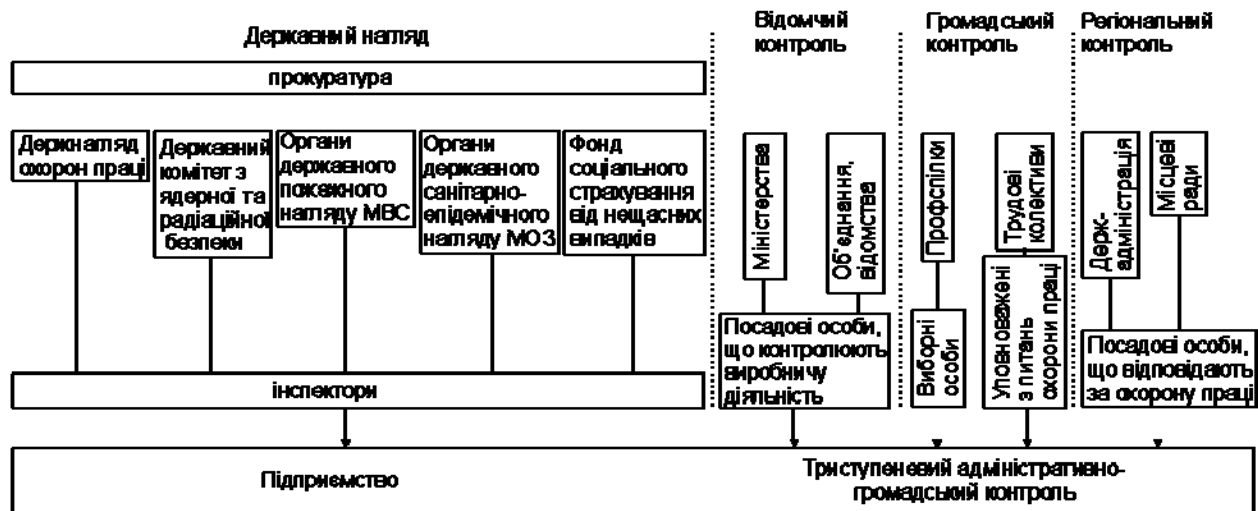 Державний нагляд
прокуратура
Держнагляд
охорон праці
Державний
комітет з
ядерної та
радіаційної
безпеки
Органи
державного
пожежного
нагляду МВС
Органи
державного
санітарно-
епідемічного
нагляду МОЗ
Фонд
соціального
страхування
від нещасних
випадків
інспектори
Відомчий
контроль
Міністерства
Об'єднання,
відомства
Посадові особи,
що контролюють
виробничу
діяльність
Громадський
контроль
Профспілки
Трудові
колективи
Виборні
особи
Уповноважені
з питань
охорони праці
Регіональний
контроль
Держ-
адміністрація
Місцеві
ради
Посадові особи,
що відповідають
за охорону праці
Підприємство
Триступеневий адміністративно-
громадський контроль